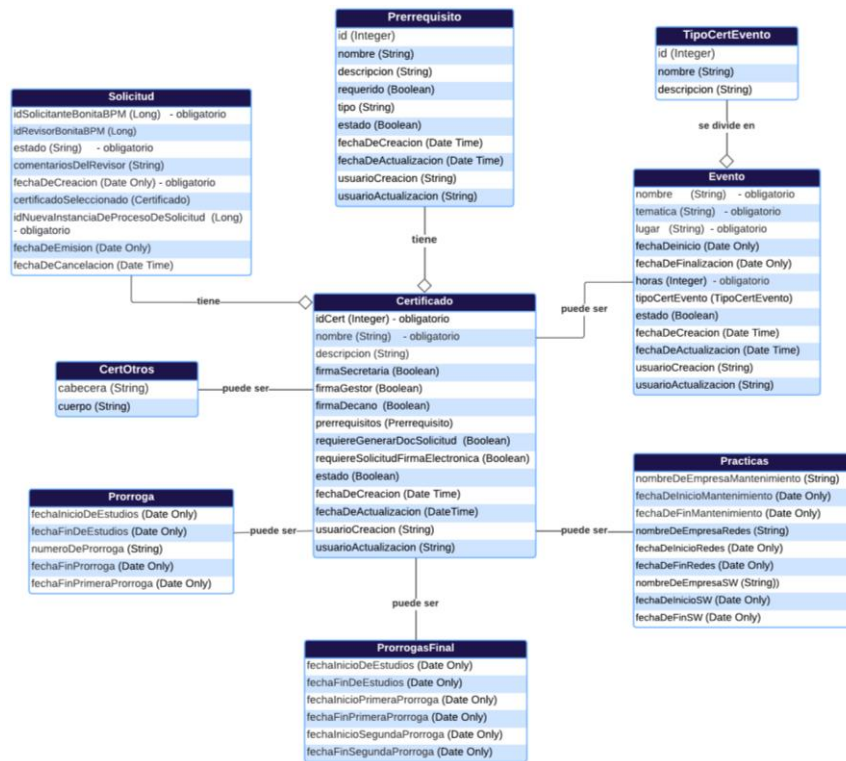 Prerrequisito
id (Integer)
nombre (String)
descripcion (String)
requerido (Boolean)
tipo (String)
estado (Boolean)
fechaDeCreacion (Date Time)
fechaDeActualizacion (Date Time)
usuarioCreacion (String)
usuarioActualizacion (String)
tiene
TipoCertEvento
id (Integer)
nombre (String)
descripcion (String)
se divide en
Solicitud
idSolicitanteBonitaBPM (Long) - obligatorio
idRevisorBonitaBPM (Long)
estado (Sring) - obligatorio
comentariosDelRevisor (String)
fechaDeCreacion (Date Only) - obligatorio
certificadoSeleccionado (Certificado)
idNuevaInstanciaDeProcesoDeSolicitud (Long)
- obligatorio
fechaDeEmision (Date Only)
fechaDeCancelacion (Date Time)
tiene
Evento
nombre (String) - obligatorio
tematica (String) - obligatorio
lugar (String) - obligatorio
fechaDeinicio (Date Only)
fechaDeFinalizacion (Date Only)
horas (Integer) - obligatorio
tipoCertEvento (TipoCertEvento)
estado (Boolean)
fechaDeCreacion (Date Time)
fechaDeActualizacion (Date Time)
usuarioCreacion (String)
usuarioActualizacion (String)
puede ser
Certificado
idCert (Integer) - obligatorio
nombre (String) - obligatorio
descripcion (String)
firmaSecretaria (Boolean)
firmaGestor (Boolean)
firmaDecano (Boolean)
prerrequisitos (Prerrequisito)
requiereGenerarDocSolicitud (Boolean)
requiereSolicitudFirmaElectronica (Boolean)
estado (Boolean)
fechaDeCreacion (Date Time)
fechaDeActualizacion (DateTime)
usuarioCreacion (String)
usuarioActualizacion (String)
CertOtros
cabecera (String)
cuerpo (String)
puede ser
Prorroga
fechaInicioDeEstudios (Date Only)
fechaFinDeEstudios (Date Only)
numeroDeProrroga (String)
fechaFinProrroga (Date Only)
fechaFinPrimeraProrroga (Date Only)
puede ser
Practicas
nombreDeEmpresaMantenimiento (String)
fechaDeInicioMantenimiento (Date Only)
fechaDeFinMantenimiento (Date Only)
nombreDeEmpresaRedes (String)
fechaDeInicioRedes (Date Only)
fechaDeFinRedes (Date Only)
nombreDeEmpresaSW (String))
fechaDeInicioSW (Date Only)
fechaDeFinSW (Date Only)
puede ser
puede ser
ProrrogasFinal
fechaInicioDeEstudios (Date Only)
fechaFinDeEstudios (Date Only)
fechaInicioPrimeraProrroga (Date Only)
fechaFinPrimeraProrroga (Date Only)
fechaInicioSegundaProrroga (Date Only)
fechaFinSegundaProrroga (Date Only)